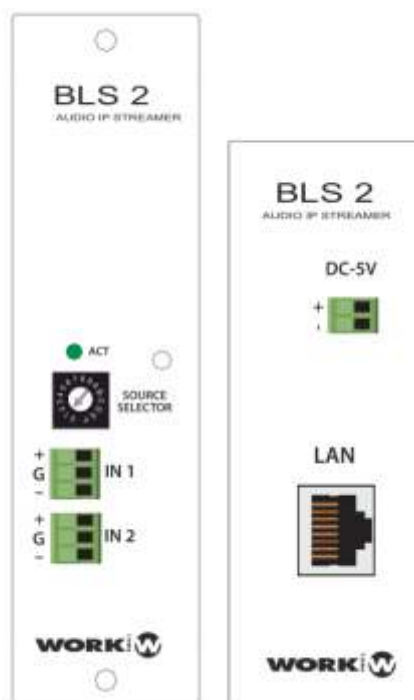 BLS 2
AUDIO IP STREAMER
ACT
SOURCE
SELECTOR
+
G IN 1
-
+
G IN 2
-
WORK
BLS 2
AUDIO IP STREAMER
DC-5V
+
-
LAN
WORK